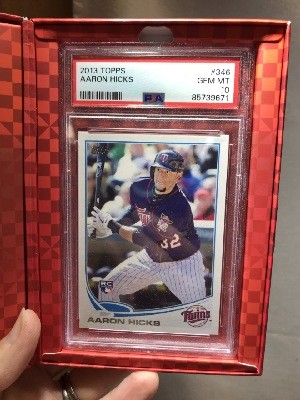 2013 TOPPS #346
AARON HICKS GEM MT
10
PSA 85739671
32
RC
Twins
AARON HICKS